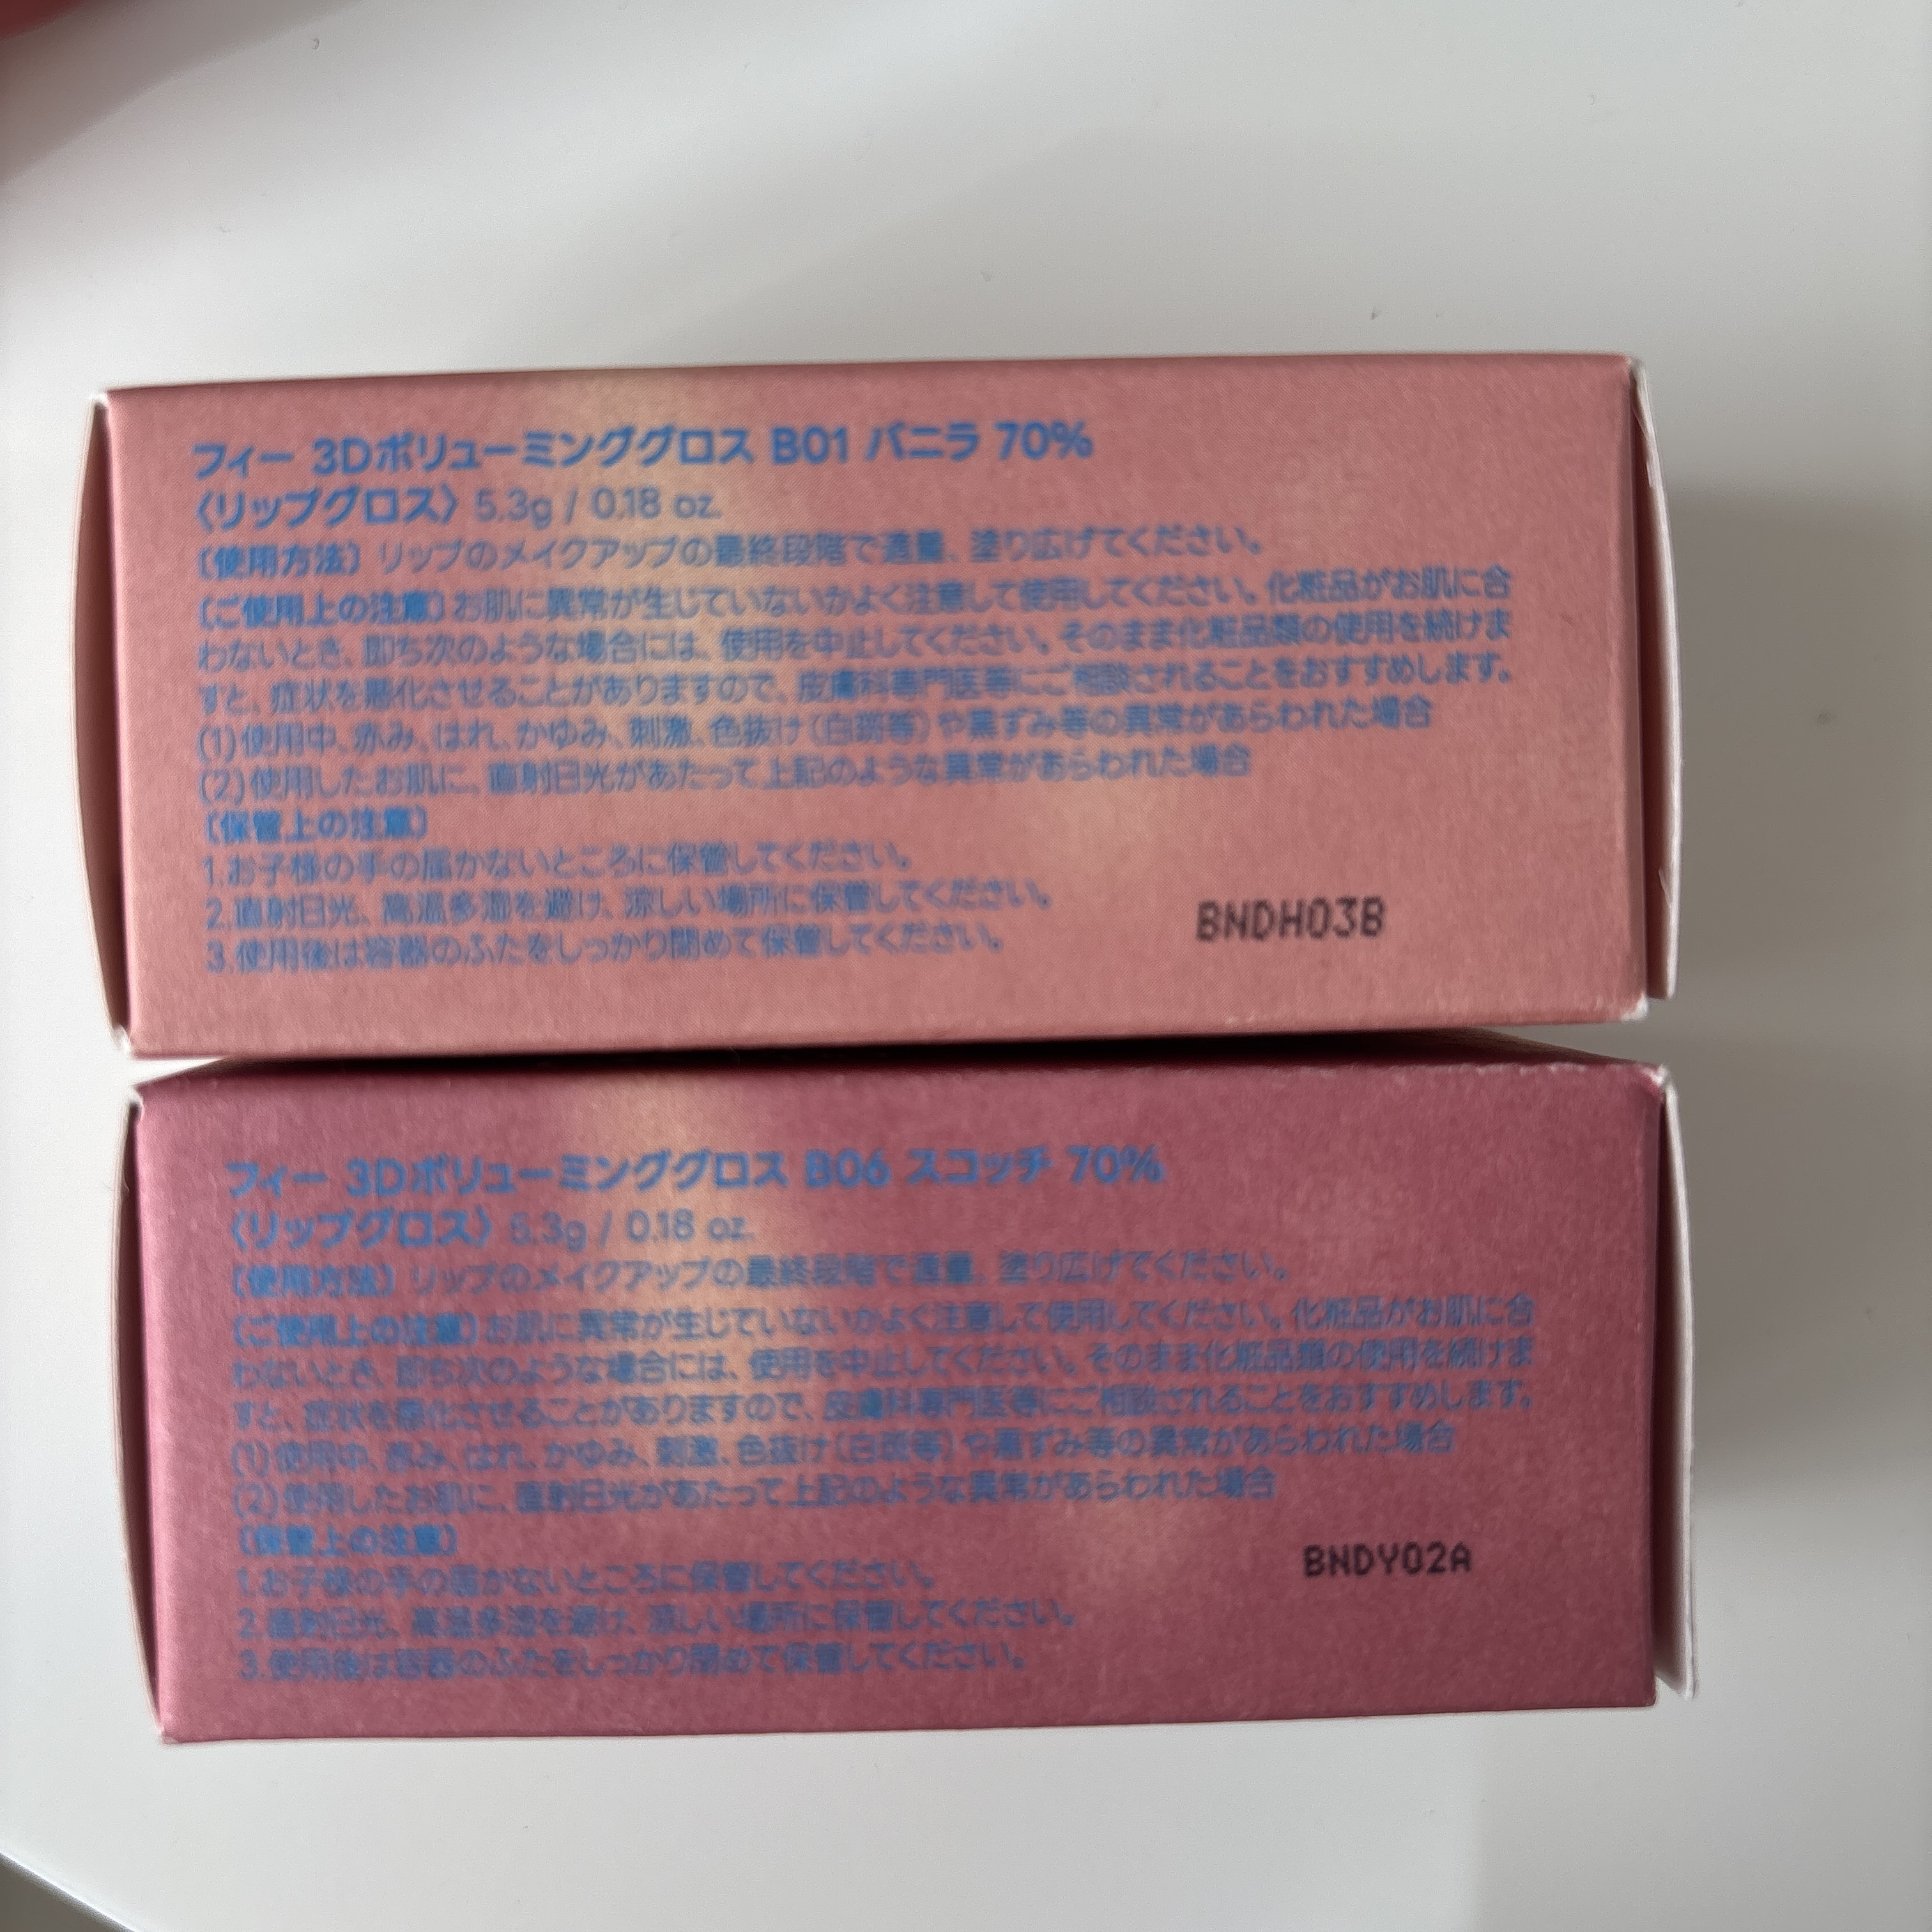 フィー 3Dボリューミンググロス B01 バニラ 70%
〈リップグロス〉5.3g / 0.18 oz.
〔使用方法〕リップのメイクアップの最終段階で適量、塗り広げてください。
〔ご使用上の注意〕お肌に異常が生じていないかよく注意して使用してください。化粧品がお肌に合
わないとき、即ち次のような場合には、使用を中止してください。そのまま化粧品類の使用を続けま
すと、症状を悪化させることがありますので、皮膚科専門医等にご相談されることをおすすめします。
(1)使用中、赤み、はれ、かゆみ、刺激、色抜け(白斑等)や黒ずみ等の異常があらわれた場合
(2)使用したお肌に、直射日光があたって上記のような異常があらわれた場合
〔保管上の注意〕
1.お子様の手の届かないところに保管してください。
2.直射日光、高温多湿を避け、涼しい場所に保管してください。
3.使用後は容器のふたをしっかり閉めて保管してください。
BNDH03B
フィー 3Dボリューミンググロス B06 スコッチ 70%
〈リップグロス〉5.3g / 0.18 oz.
〔使用方法〕リップのメイクアップの最終段階で適量、塗り広げてください。
〔ご使用上の注意〕お肌に異常が生じていないかよく注意して使用してください。化粧品がお肌に合
わないとき、即ち次のような場合には、使用を中止してください。そのまま化粧品類の使用を続けま
すと、症状を悪化させることがありますので、皮膚科専門医等にご相談されることをおすすめします。
(1)使用中、赤み、はれ、かゆみ、刺激、色抜け(白斑等)や黒ずみ等の異常があらわれた場合
(2)使用したお肌に、直射日光があたって上記のような異常があらわれた場合
〔保管上の注意〕
1.お子様の手の届かないところに保管してください。
2.直射日光、高温多湿を避け、涼しい場所に保管してください。
3.使用後は容器のふたをしっかり閉めて保管してください。
BNDY02A